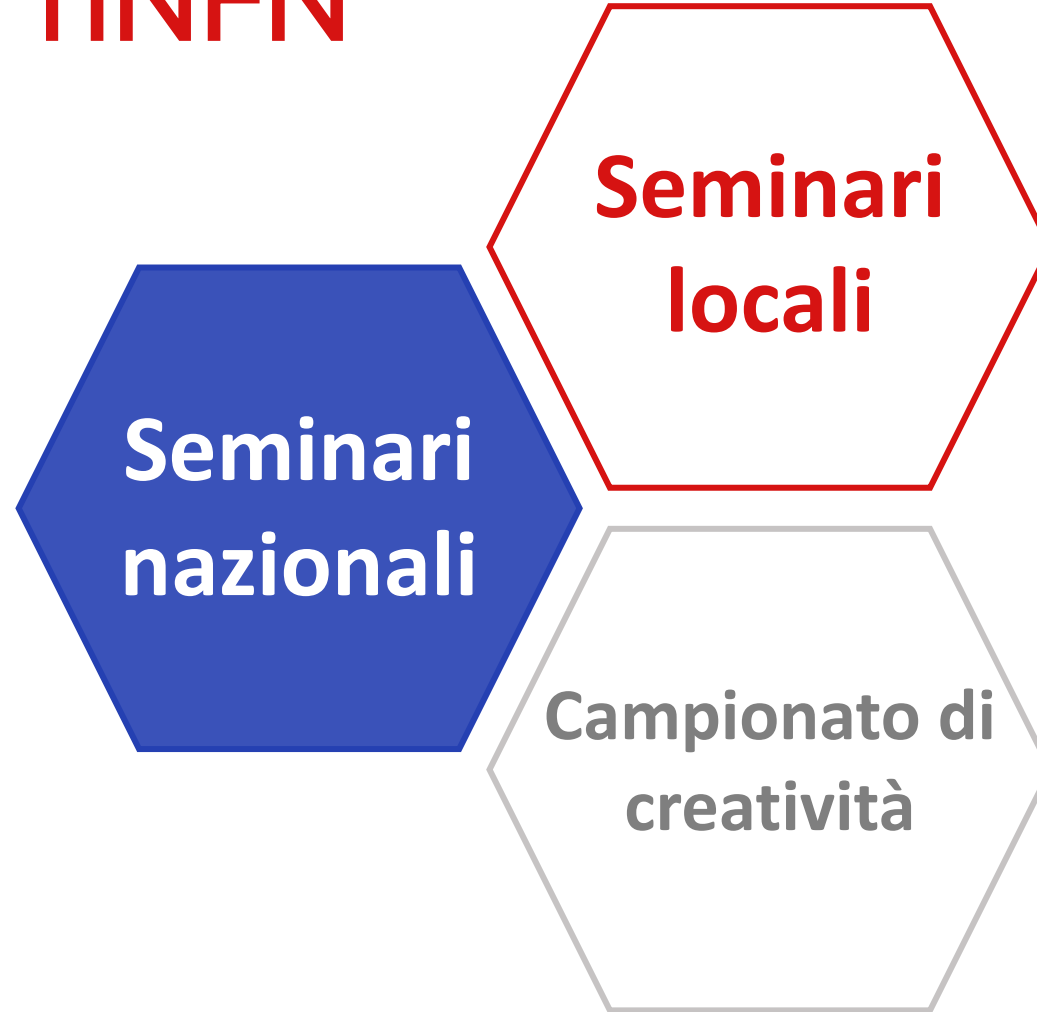 Seminari
locali
Seminari
nazionali
Campionato di
creatività